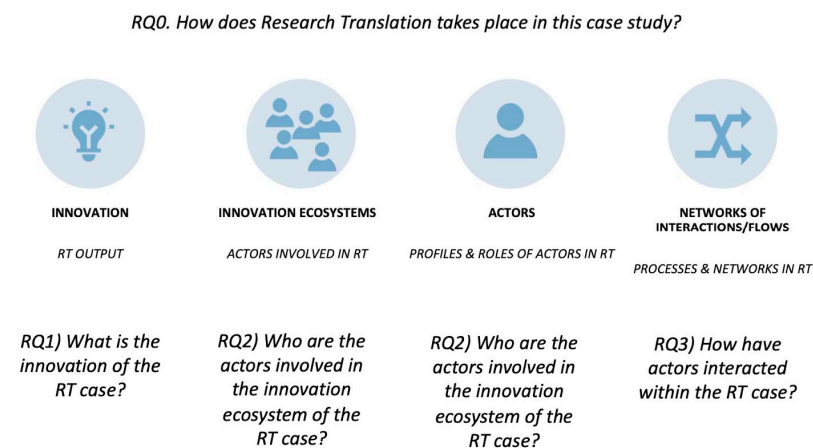 RQ0. How does Research Translation takes place in this case study?
INNOVATION
RT OUTPUT
RQ1) What is the
innovation of the
RT case?
INNOVATION ECOSYSTEMS
ACTORS INVOLVED IN RT
RQ2) Who are the
actors involved in
the innovation
ecosystem of the
RT case?
ACTORS
PROFILES & ROLES OF ACTORS IN RT
RQ2) Who are the
actors involved in
the innovation
ecosystem of the
RT case?
NETWORKS OF
INTERACTIONS/FLOWS
PROCESSES & NETWORKS IN RT
RQ3) How have
actors interacted
within the RT case?